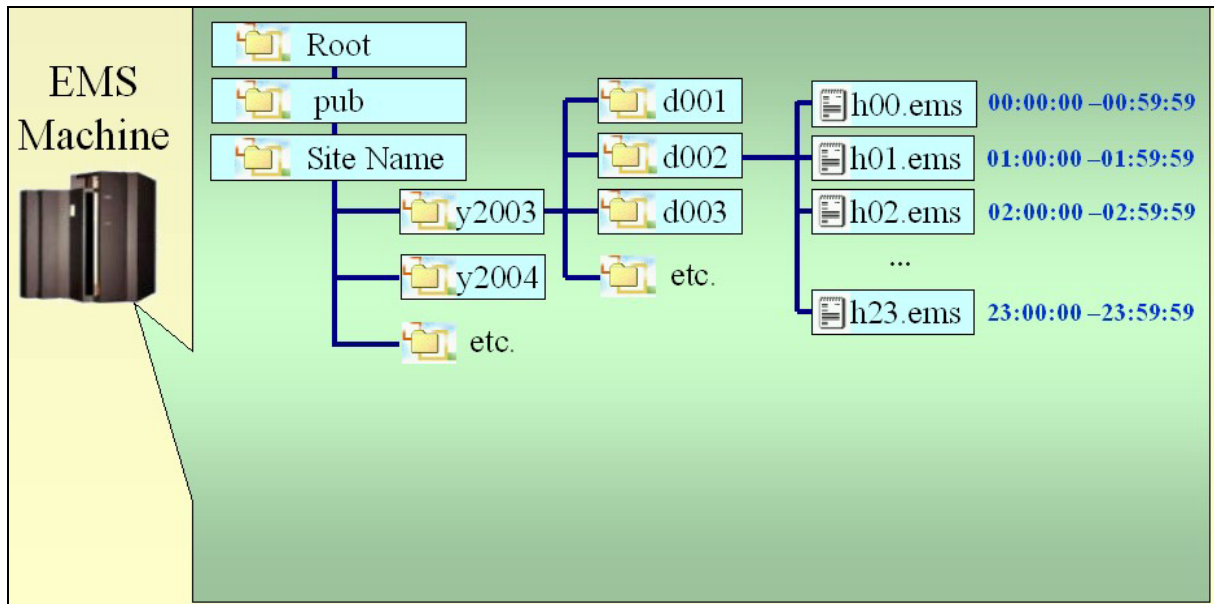 EMS
Machine
Root
pub
Site Name
y2003
y2004
etc.
d001
d002
d003
etc.
h00.ems 00:00:00 –00:59:59
h01.ems 01:00:00 –01:59:59
h02.ems 02:00:00 –02:59:59
...
h23.ems 23:00:00 –23:59:59